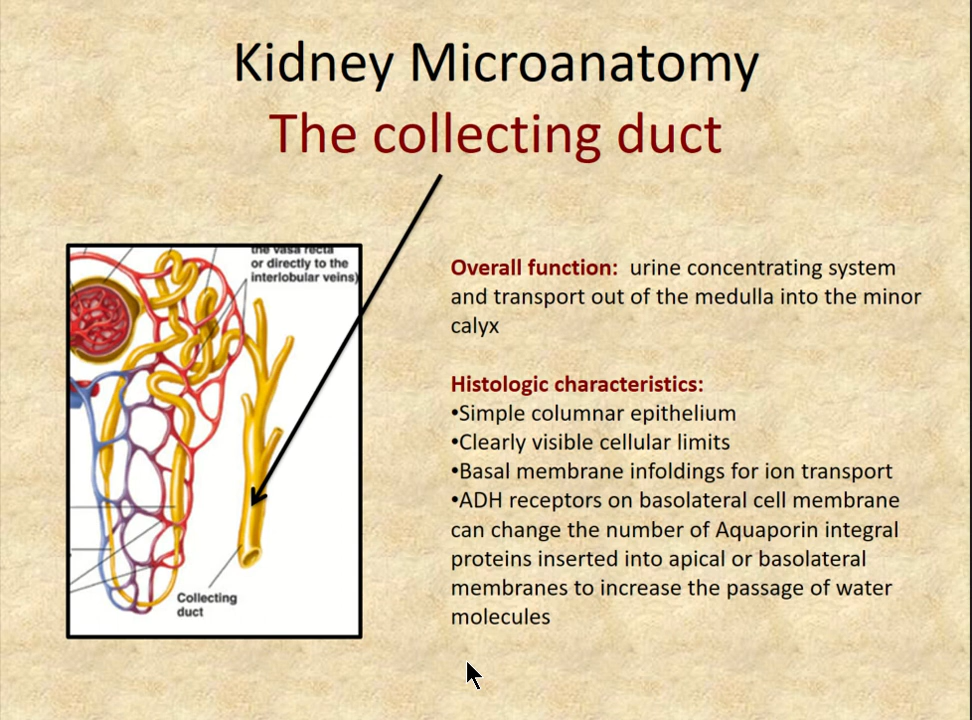 Kidney Microanatomy
The collecting duct
the vasa recta
or directly to the
interlobular veins)
Overall function:  urine concentrating system
and transport out of the medulla into the minor
calyx
Histologic characteristics:
•Simple columnar epithelium
•Clearly visible cellular limits
•Basal membrane infoldings for ion transport
•ADH receptors on basolateral cell membrane
can change the number of Aquaporin integral
proteins inserted into apical or basolateral
membranes to increase the passage of water
molecules
Collecting
duct